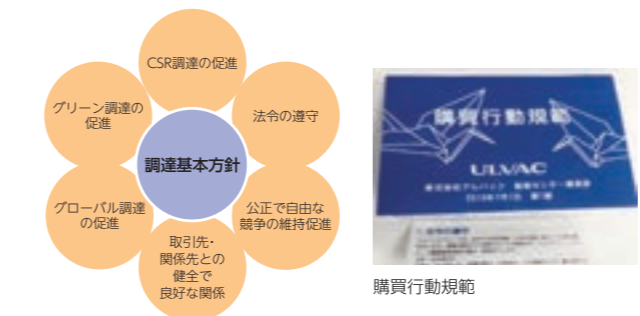 CSR調達の促進
法令の遵守
公正で自由な
競争の維持促進
取引先・
関係先との
健全で
良好な関係
グローバル調達
の促進
グリーン調達の
促進
調達基本方針
購買行動規範
ULVAC
購買行動規範